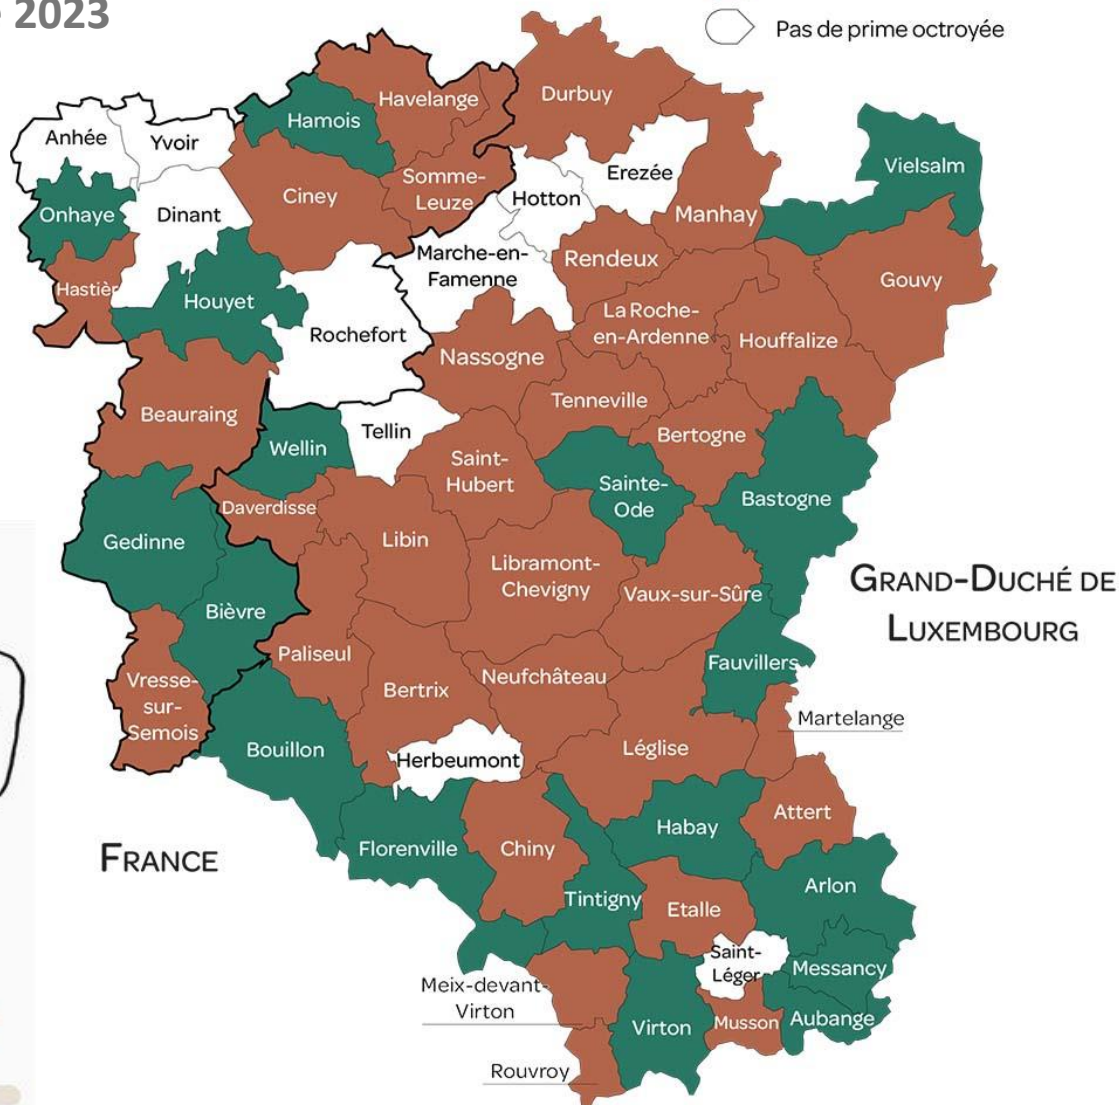 2023
Pas de prime octroyée
Havelange
Durbuy
Hamois
Anhée
Yvoir
Vielsalm
Erezée
Somme-
Leuze
Ciney
Hotton
Onhaye
Dinant
Manhay
Marche-en-
Famenne
Rendeux
Gouvy
Hastièr
Houyet
La Roche-
en-Ardenne
Rochefort
Houffalize
Nassogne
Tenneville
Beauraing
Tellin
Bertogne
Wellin
Saint-
Hubert
Sainte-
Ode
Bastogne
Daverdisse
Gedinne
Libin
Libramont-
Chevigny
Vaux-sur-Sûre
GRAND-DUCHÉ DE
LUXEMBOURG
Bièvre
Paliseul
Fauvillers
Vresse-
sur-
Semois
Bertrix
Neufchâteau
Martelange
Bouillon
Herbeumont
Léglise
Attert
Habay
FRANCE
Florenville
Chiny
Arlon
Tintigny
Etalle
Saint-
Léger
Messancy
Meix-devant-
Virton
Virton
Musson
Aubange
Rouvroy